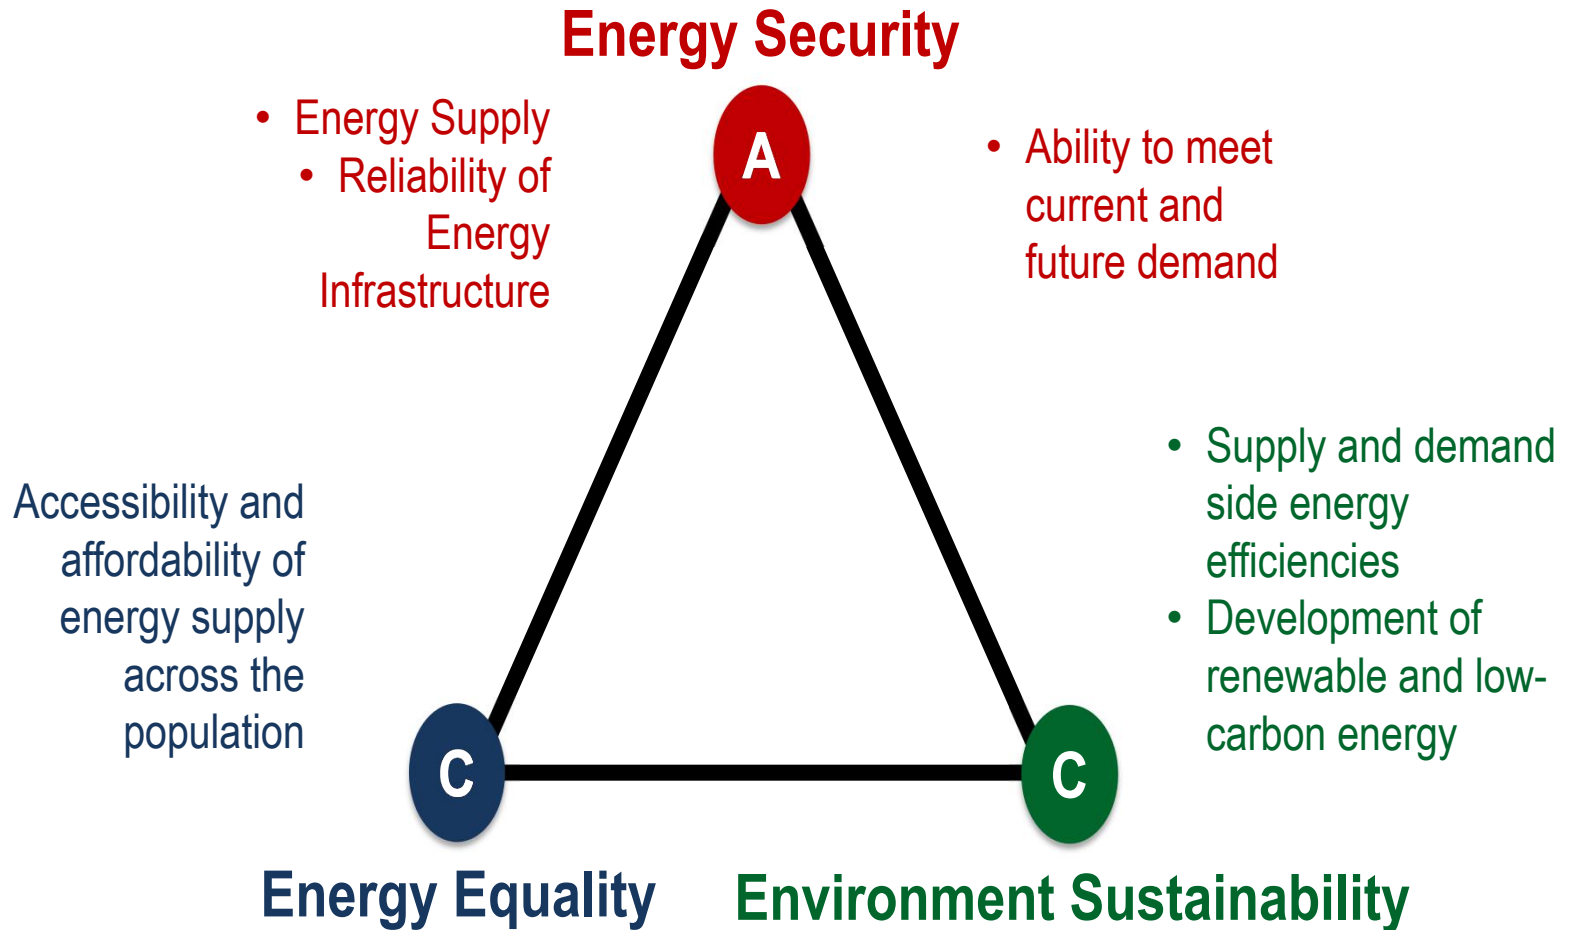 Energy Security
• Energy Supply
• Reliability of
Energy
Infrastructure
A
• Ability to meet
current and
future demand
Accessibility and
affordability of
energy supply
across the
population
• Supply and demand
side energy
efficiencies
• Development of
renewable and low-
carbon energy
C
C
Energy Equality
Environment Sustainability